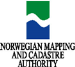 NORWEGIAN MAPPING
AND CADASTRE
AUTHORITY